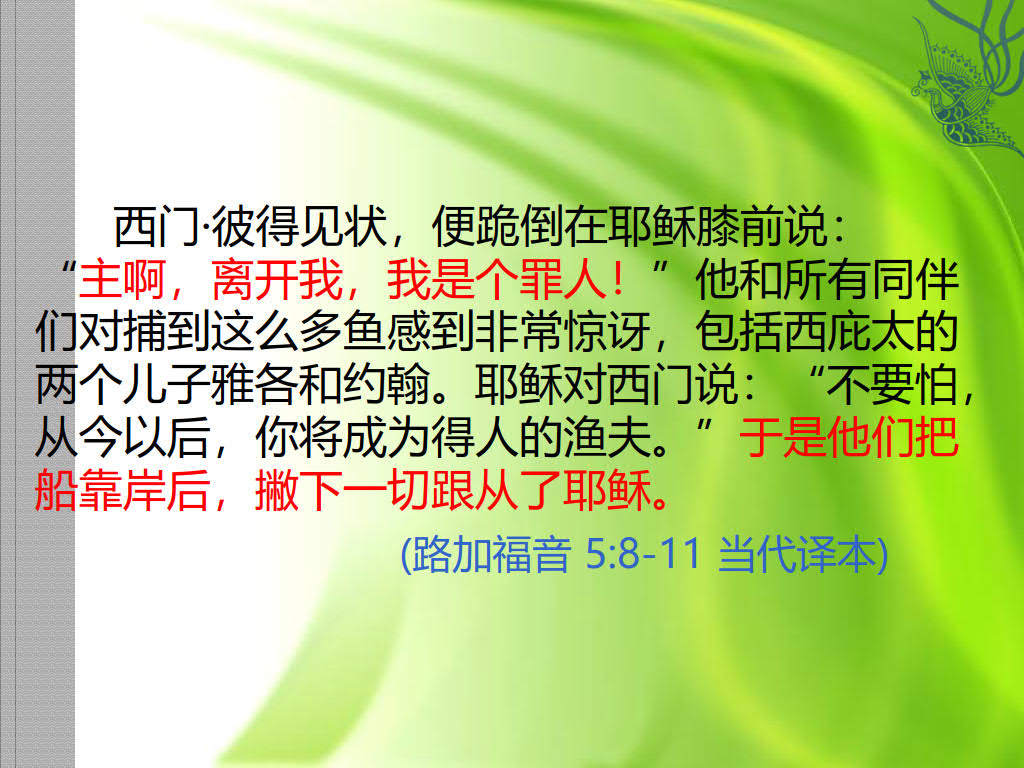 西门·彼得见状，便跪倒在耶稣膝前说：
“主啊，离开我，我是个罪人！”他和所有同伴
们对捕到这么多鱼感到非常惊讶，包括西庇太的
两个儿子雅各和约翰。耶稣对西门说：“不要怕，
从今以后，你将成为得人的渔夫。”于是他们把
船靠岸后，撇下一切跟从了耶稣。
(路加福音 5:8-11 当代译本)